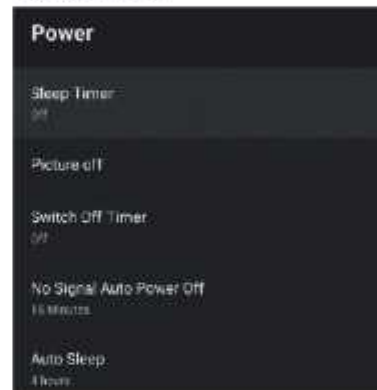 Power
Sleep Timer
Off
Picture off
Switch Off Timer
Off
No Signal Auto Power Off
15 Minutes
Auto Sleep
4 hours